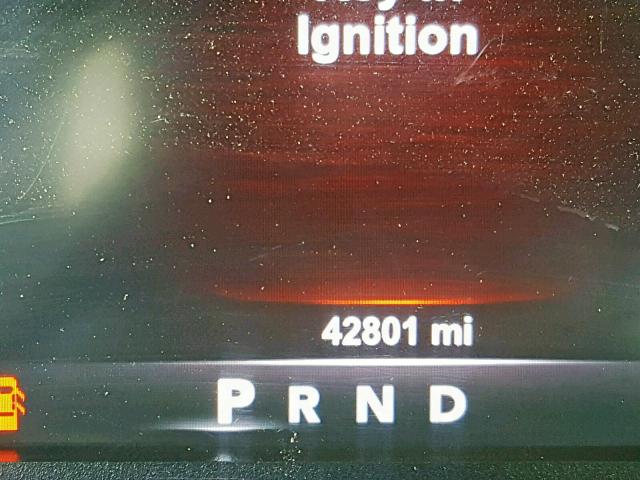 Ignition
42801 mi
P R N D